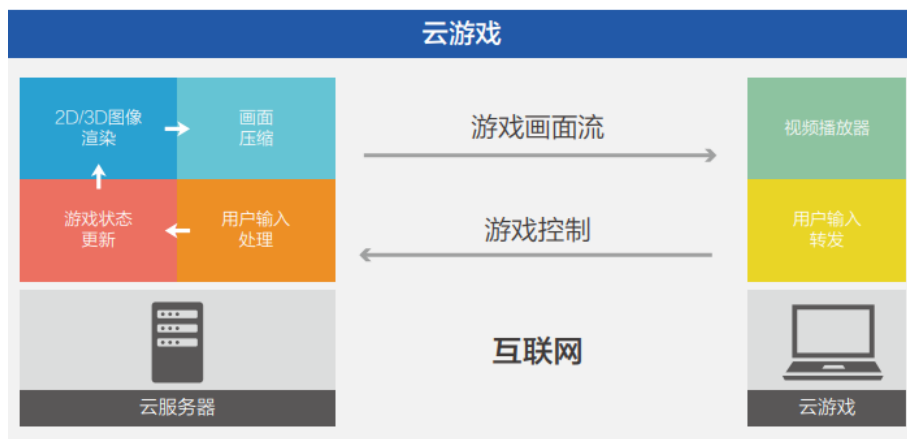 云游戏
2D/3D图像
渲染
画面
压缩
游戏画面流
视频播放器
游戏状态
更新
用户输入
处理
游戏控制
用户输入
转发
互联网
云服务器
云游戏